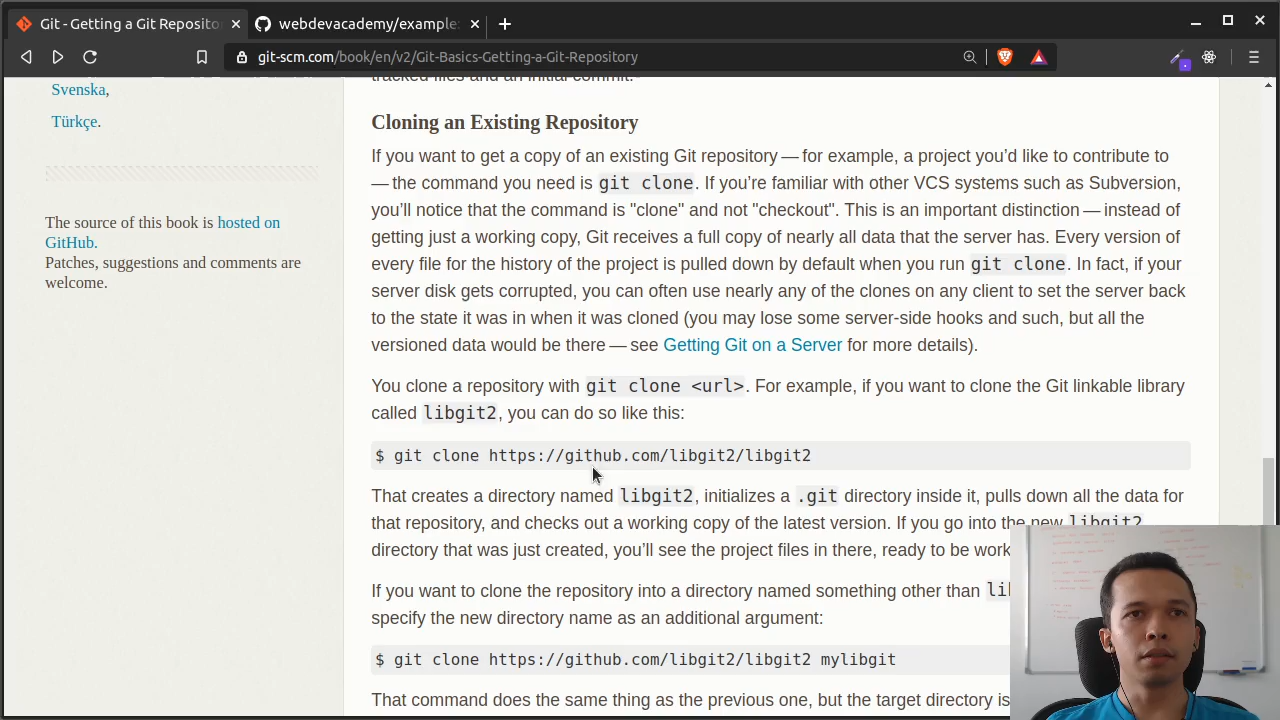 Git - Getting a Git Reposito
webdevacademy/example
git-scm.com/book/en/v2/Git-Basics-Getting-a-Git-Repository
tracked files and an initial commit.
Svenska,
Türkçe.
The source of this book is hosted on
GitHub.
Patches, suggestions and comments are
welcome.
Cloning an Existing Repository
If you want to get a copy of an existing Git repository — for example, a project you’d like to contribute to
— the command you need is git clone. If you’re familiar with other VCS systems such as Subversion,
you’ll notice that the command is "clone" and not "checkout". This is an important distinction — instead of
getting just a working copy, Git receives a full copy of nearly all data that the server has. Every version of
every file for the history of the project is pulled down by default when you run git clone. In fact, if your
server disk gets corrupted, you can often use nearly any of the clones on any client to set the server back
to the state it was in when it was cloned (you may lose some server-side hooks and such, but all the
versioned data would be there — see Getting Git on a Server for more details).
You clone a repository with git clone <url>. For example, if you want to clone the Git linkable library
called libgit2, you can do so like this:
$ git clone https://github.com/libgit2/libgit2
That creates a directory named libgit2, initializes a .git directory inside it, pulls down all the data for
that repository, and checks out a working copy of the latest version. If you go into the new libgit2
directory that was just created, you’ll see the project files in there, ready to be work
If you want to clone the repository into a directory named something other than lib
specify the new directory name as an additional argument:
$ git clone https://github.com/libgit2/libgit2 mylibgit
That command does the same thing as the previous one, but the target directory is